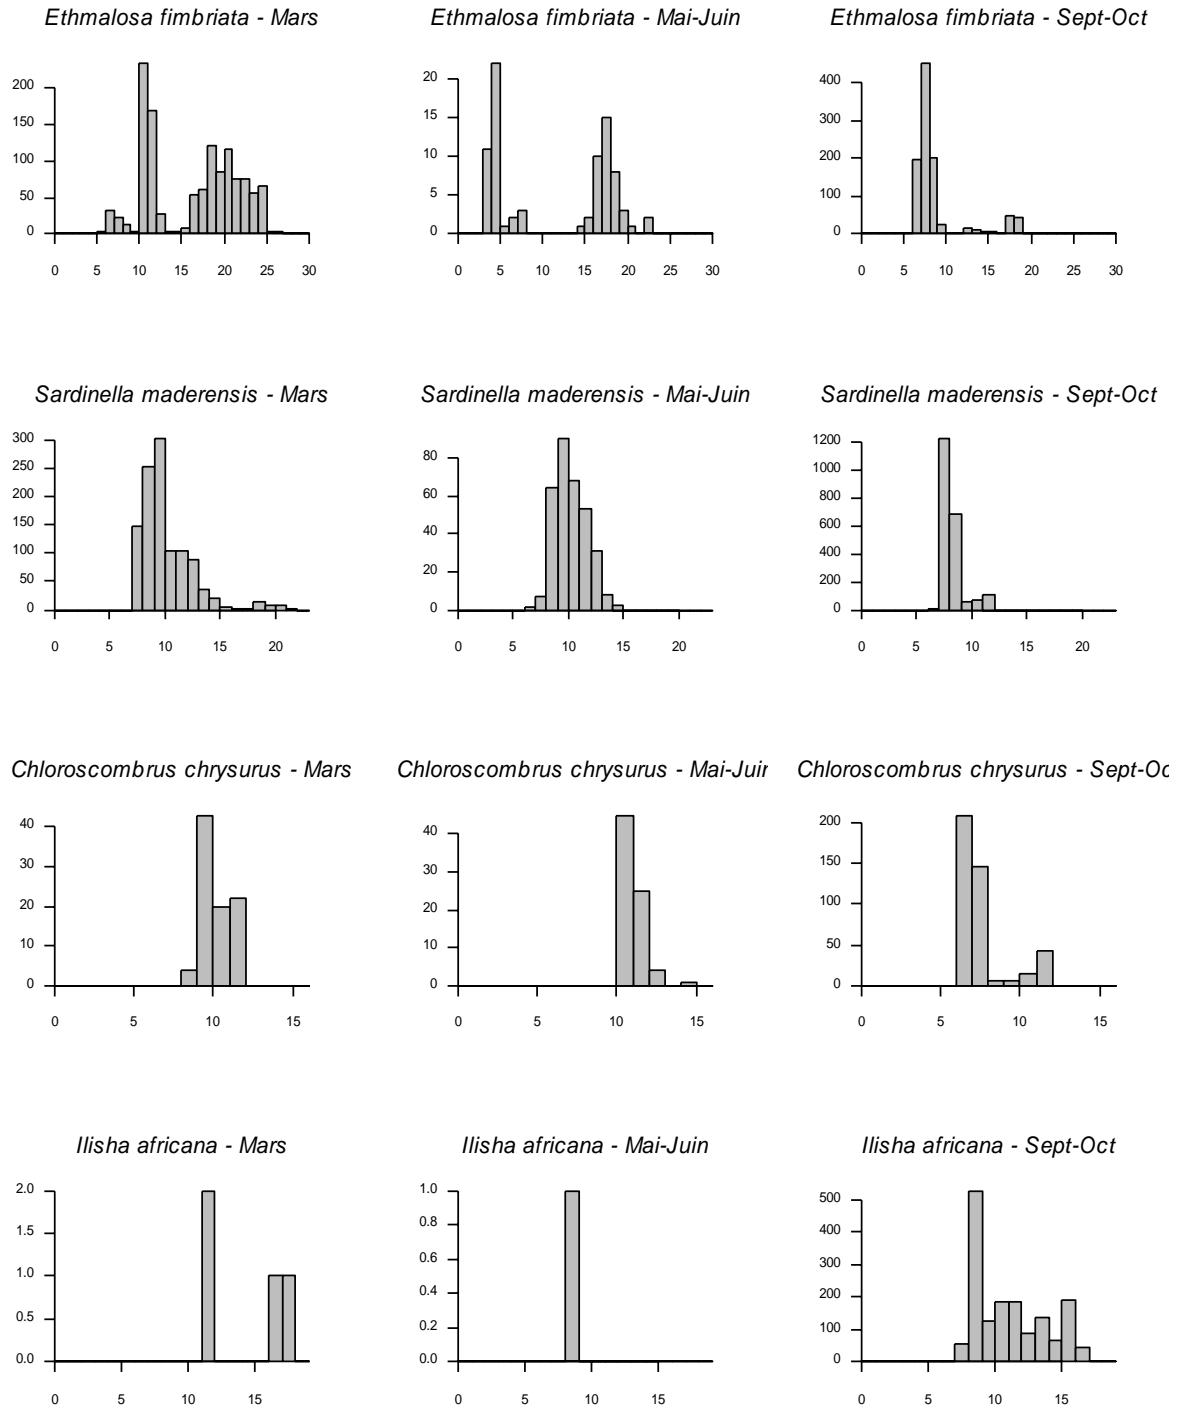 Ethmalosa fimbriata - Mars
200
150
100
50
0
0 5 10 15 20 25 30
Ethmalosa fimbriata - Mai-Juin
20
15
10
5
0
0 5 10 15 20 25 30
Ethmalosa fimbriata - Sept-Oct
400
300
200
100
0
0 5 10 15 20 25 30
Sardinella maderensis - Mars
300
250
200
150
100
50
0
0 5 10 15 20
Sardinella maderensis - Mai-Juin
80
60
40
20
0
0 5 10 15 20
Sardinella maderensis - Sept-Oct
1200
1000
800
600
400
200
0
0 5 10 15 20
Chloroscombrus chrysurus - Mars
40
30
20
10
0
0 5 10 15
Chloroscombrus chrysurus - Mai-Juin
40
30
20
10
0
0 5 10 15
Chloroscombrus chrysurus - Sept-Oc
200
150
100
50
0
0 5 10 15
Ilisha africana - Mars
2.0
1.5
1.0
0.5
0.0
0 5 10 15
Ilisha africana - Mai-Juin
1.0
0.8
0.6
0.4
0.2
0.0
0 5 10 15
Ilisha africana - Sept-Oct
500
400
300
200
100
0
0 5 10 15